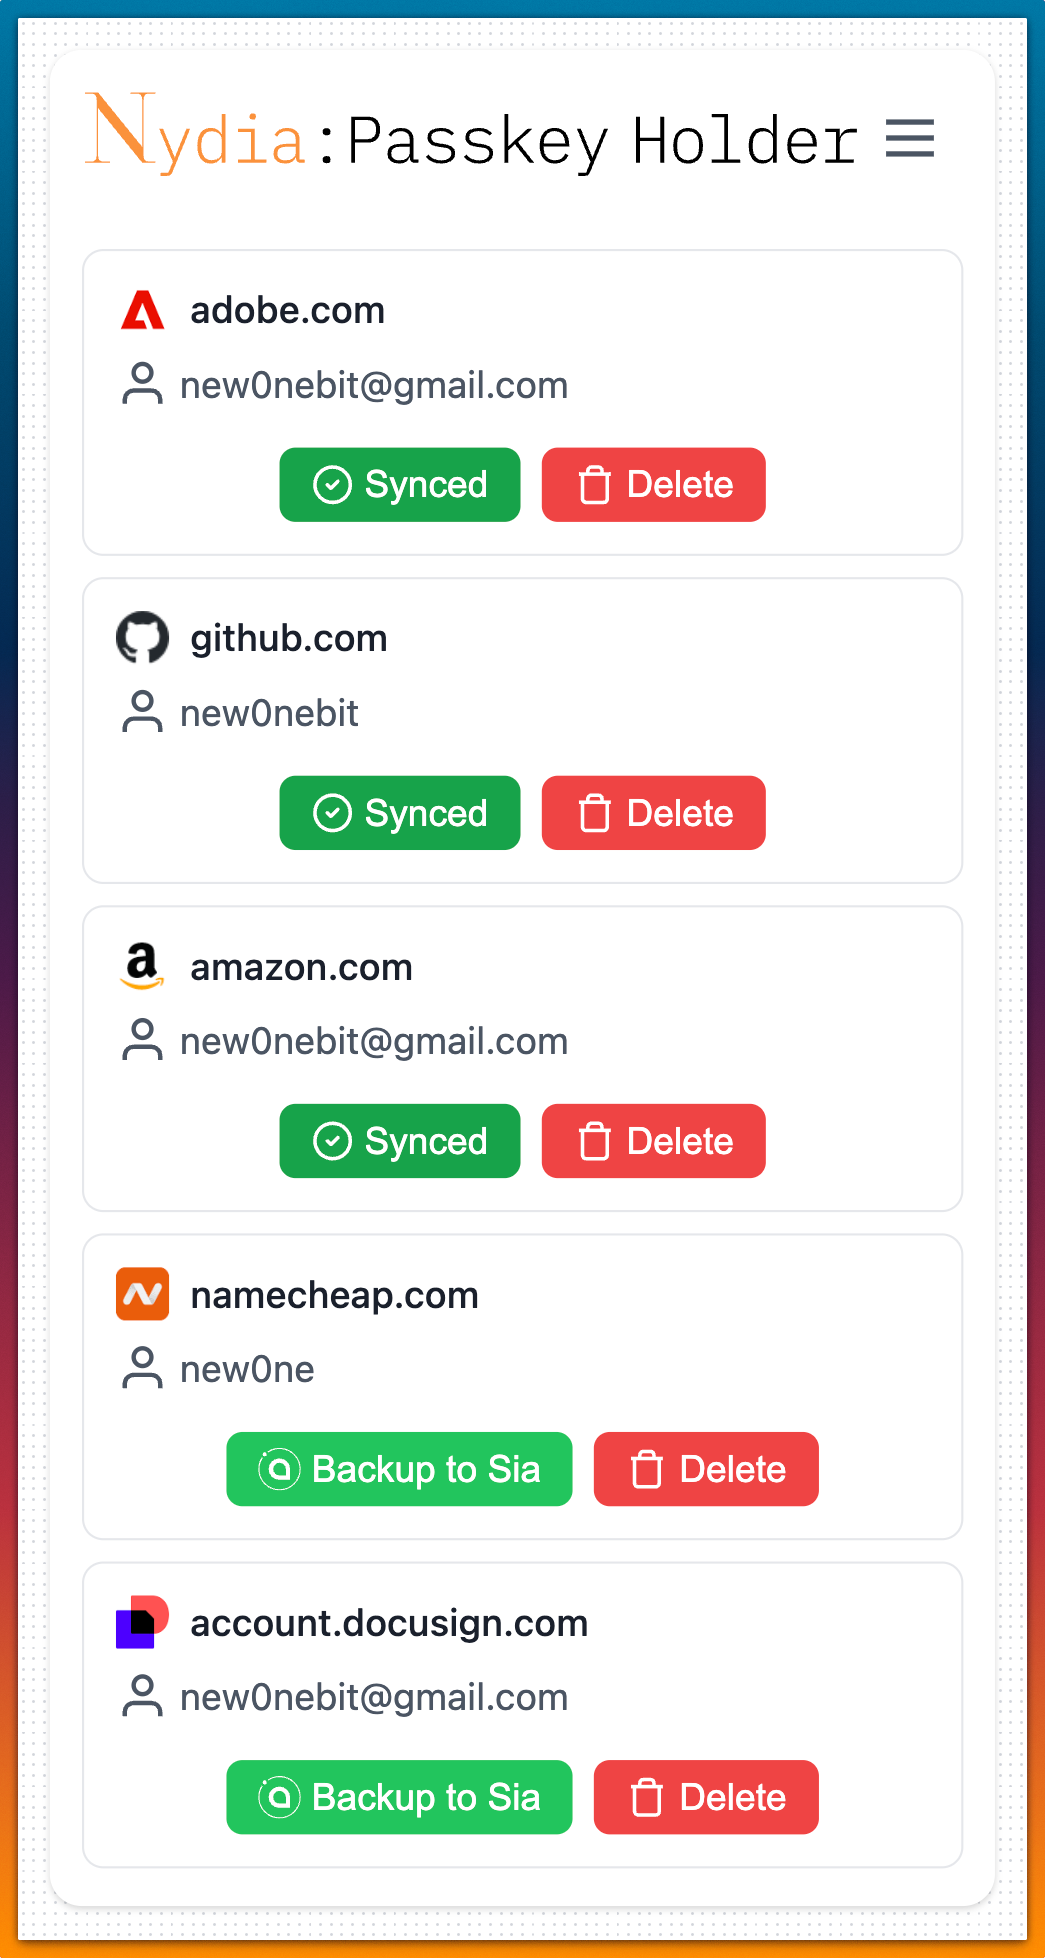 Nydia:Passkey Holder
adobe.com
new0nebit@gmail.com
Synced Delete
github.com
new0nebit
Synced Delete
amazon.com
new0nebit@gmail.com
Synced Delete
namecheap.com
new0ne
Backup to Sia Delete
account.docusign.com
new0nebit@gmail.com
Backup to Sia Delete